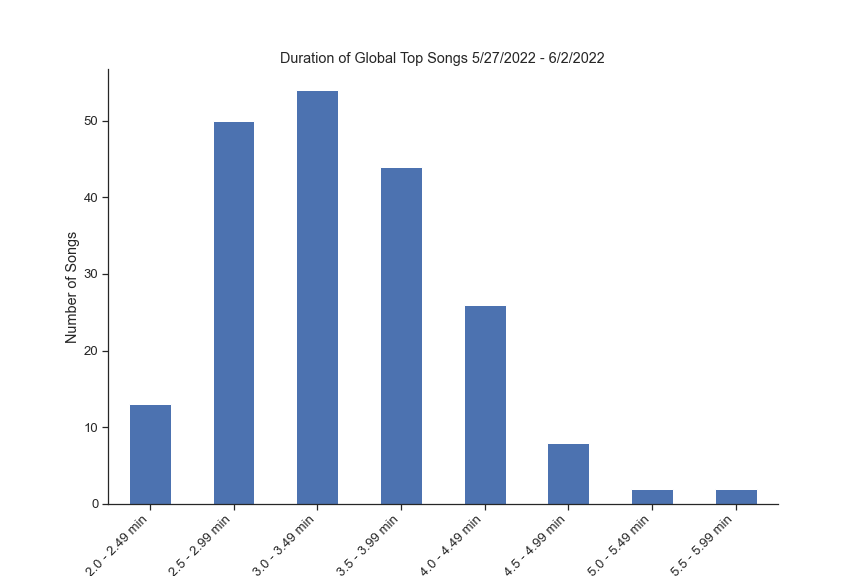 Duration of Global Top Songs 5/27/2022 - 6/2/2022
Number of Songs
50
40
30
20
10
0
2.0 - 2.49 min
2.5 - 2.99 min
3.0 - 3.49 min
3.5 - 3.99 min
4.0 - 4.49 min
4.5 - 4.99 min
5.0 - 5.49 min
5.5 - 5.99 min